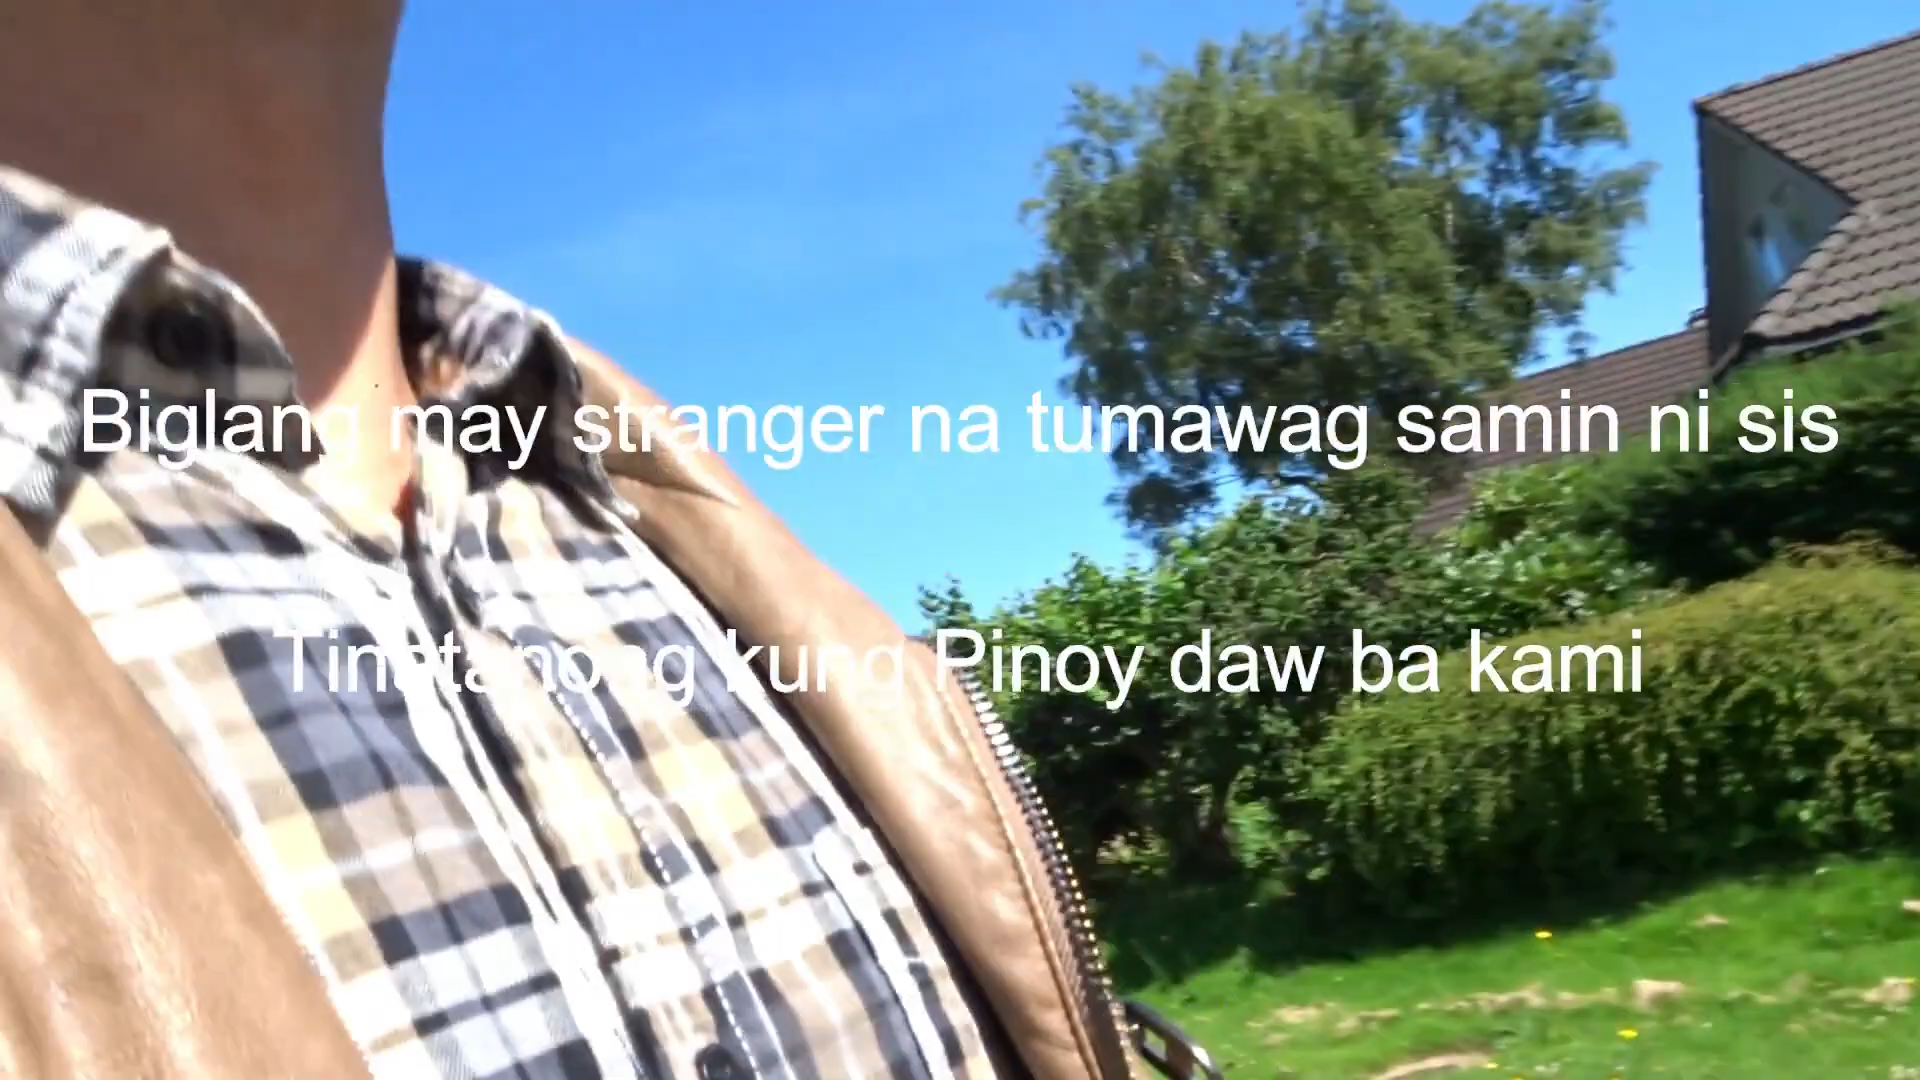 Biglang may stranger na tumawag samin ni sis
Tinatanong kung Pinoy daw ba kami